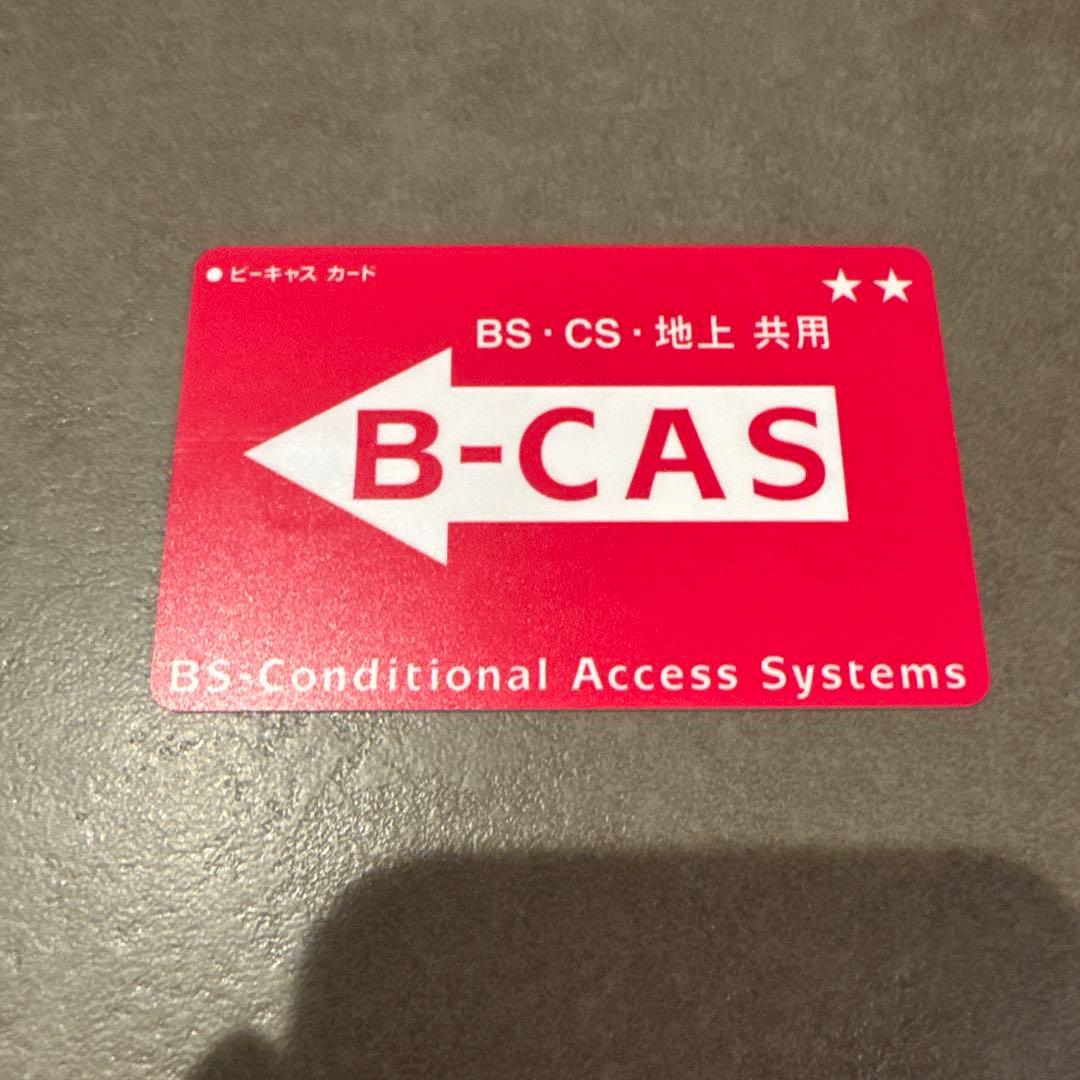 ● ビーキャス カード
★★
BS・CS・地上 共用
B-CAS
BS-Conditional Access Systems